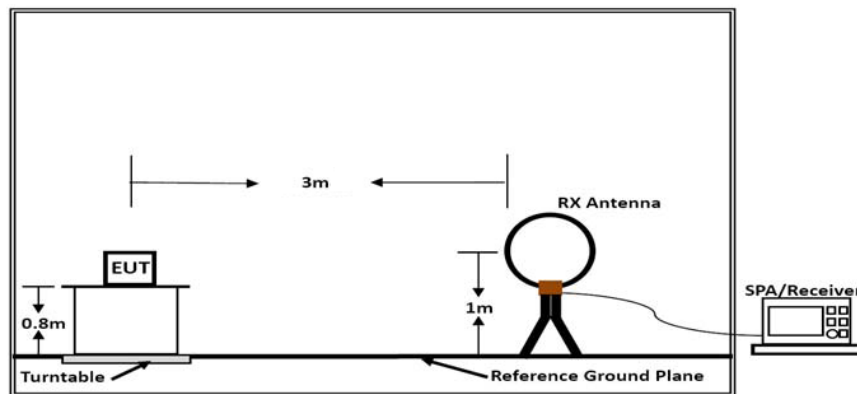 3m
RX Antenna
EUT
SPA/Receiver
0.8m
1m
Turntable
Reference Ground Plane